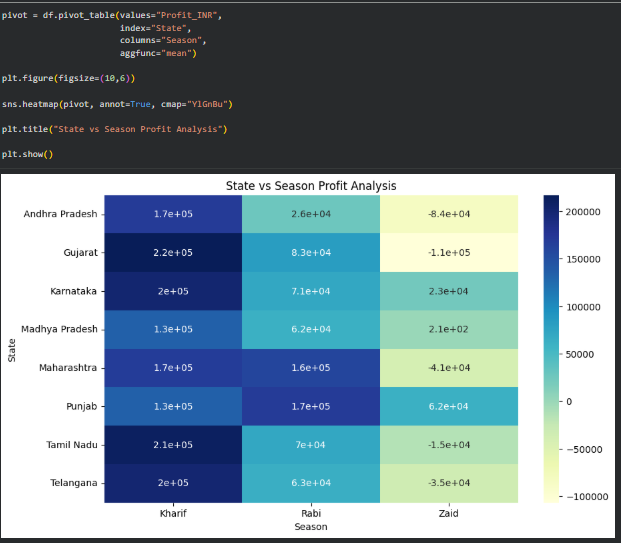 pivot = df.pivot_table(values="Profit_INR",
index="State",
columns="Season",
aggfunc="mean")
plt.figure(figsize=(10,6))
sns.heatmap(pivot, annot=True, cmap="YlGnBu")
plt.title("State vs Season Profit Analysis")
plt.show()
State vs Season Profit Analysis
Andhra Pradesh 1.7e+05 2.6e+04 -8.4e+04
Gujarat 2.2e+05 8.3e+04 -1.1e+05
Karnataka 2e+05 7.1e+04 2.3e+04
Madhya Pradesh 1.3e+05 6.2e+04 2.1e+02
Maharashtra 1.7e+05 1.6e+05 -4.1e+04
Punjab 1.3e+05 1.7e+05 6.2e+04
Tamil Nadu 2.1e+05 7e+04 -1.5e+04
Telangana 2e+05 6.3e+04 -3.5e+04
Kharif Rabi Zaid
Season
State
200000
150000
100000
50000
0
−50000
−100000